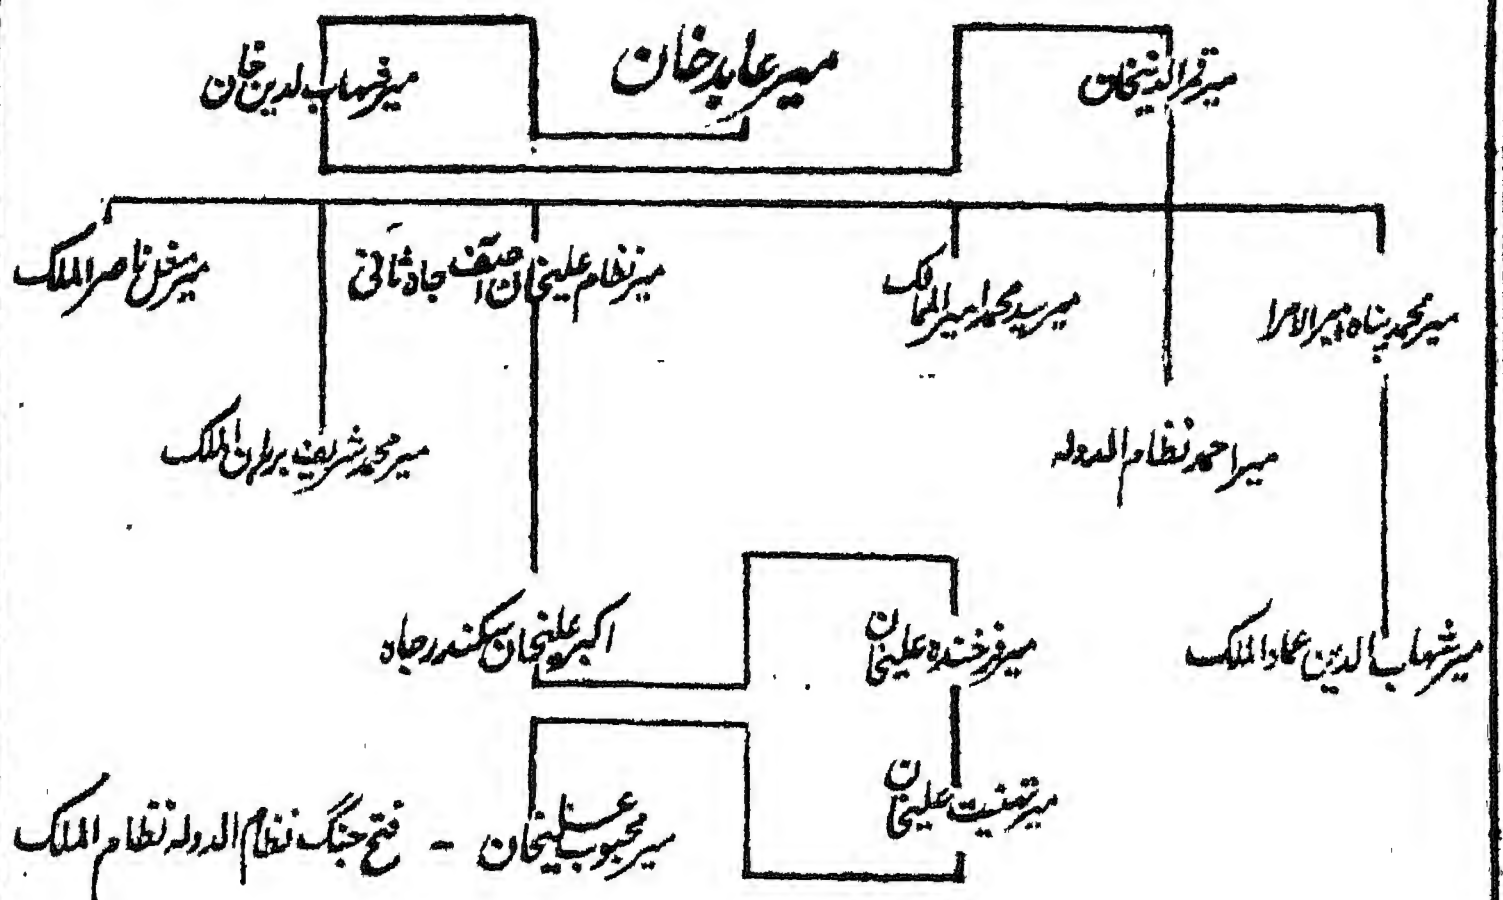 میر قمر الدینخان
میر عابد خان
میر شہاب الدین خان
میر محمد پناہ امیر الامرا
میر سید محمد امیر الممالک
میر نظام علیخان آصف جاہ ثانی
میر مغل ناصر الملک
میر احمد نظام الدولہ
میر محمد شریف برہان الملک
میر شہاب الدین عماد الملک
میر فرخندہ علیخان
اکبر علیخان سکندر جاہ
میر تہنیت علیخان
میر محبوب علیخان - فتح جنگ نظام الدولہ نظام الملک